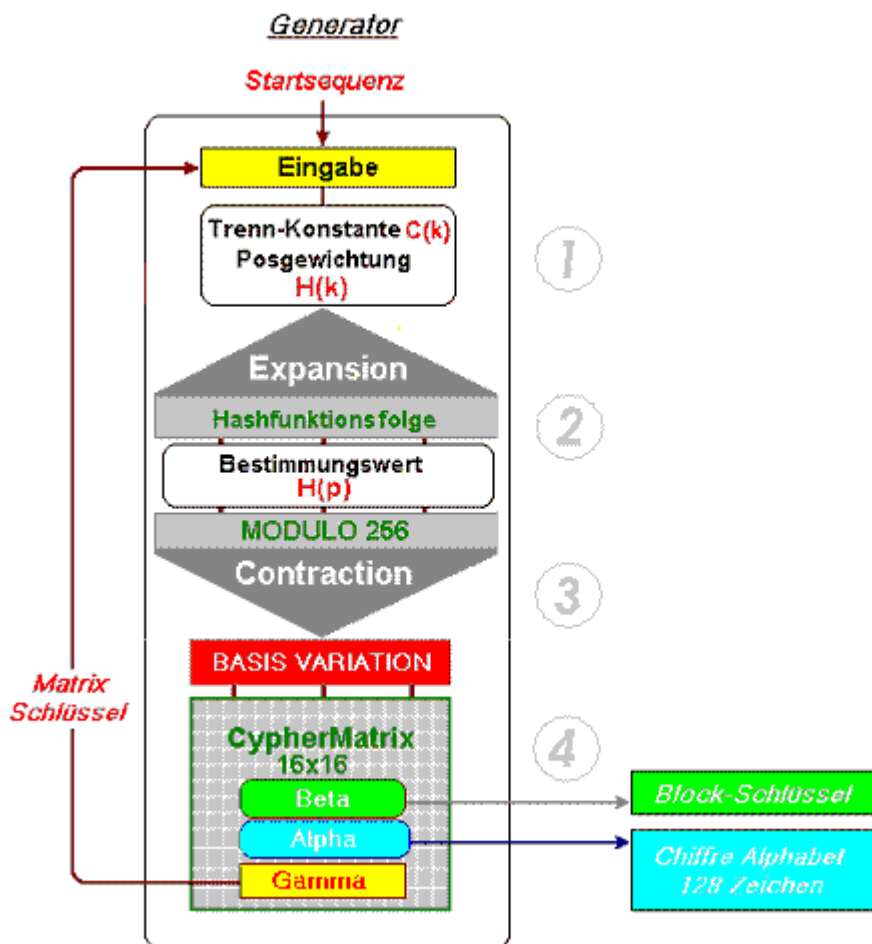 Generator
Startsequenz
Eingabe
Trenn-Konstante C(k)
Posgewichtung
H(k)
1
Expansion
Hashfunktionsfolge
2
Bestimmungswert
H(p)
MODULO 256
Contraction
3
BASIS VARIATION
Matrix
Schlüssel
CypherMatrix
16x16
4
Beta
Block-Schlüssel
Alpha
Chiffre Alphabet
128 Zeichen
Gamma